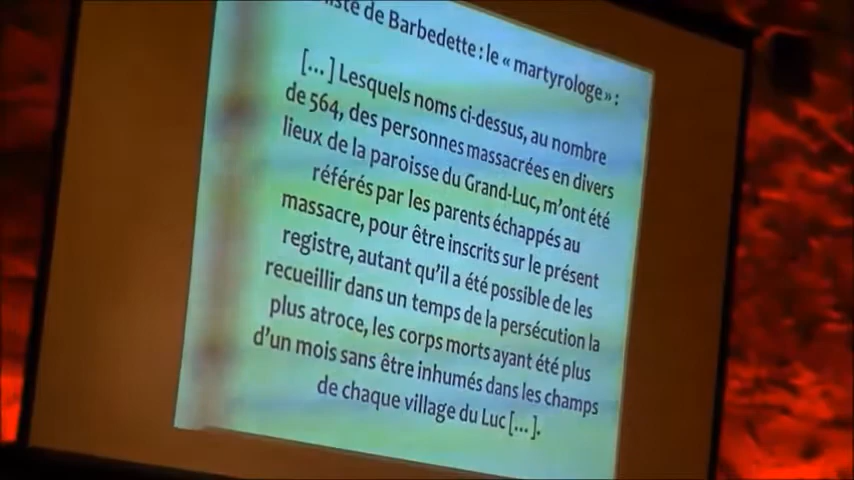 de Barbedette : le « martyrologe » :
[...] Lesquels noms ci-dessus, au nombre
de 564, des personnes massacrées en divers
lieux de la paroisse du Grand-Luc, m'ont été
référés par les parents échappés au
massacre, pour être inscrits sur le présent
registre, autant qu'il a été possible de les
recueillir dans un temps de la persécution la
plus atroce, les corps morts ayant été plus
d'un mois sans être inhumés dans les champs
de chaque village du Luc [...].